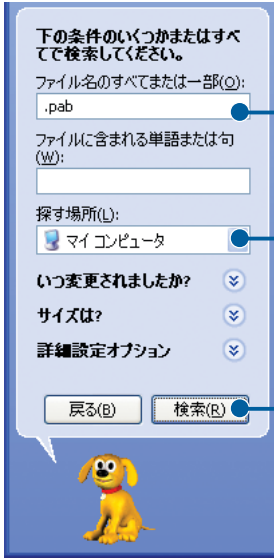 下の条件のいくつかまたはすべ
てで検索してください。
ファイル名のすべてまたは一部(O):
.pab
ファイルに含まれる単語または句
(W):
探す場所(L):
マイ コンピュータ
いつ変更されましたか?
サイズは?
詳細設定オプション
戻る(B)
検索(R)